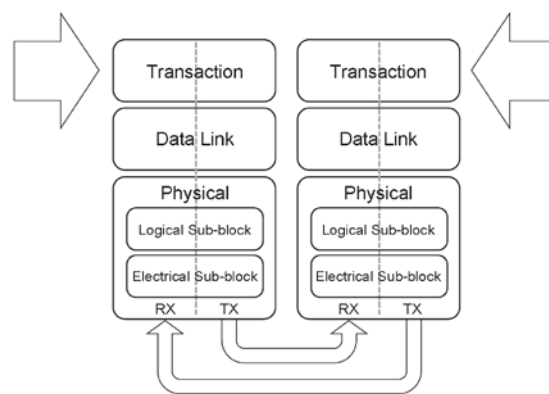 Transaction
Transaction
Data Link
Data Link
Physical
Physical
Logical Sub-block
Logical Sub-block
Electrical Sub-block
Electrical Sub-block
RX TX
RX TX